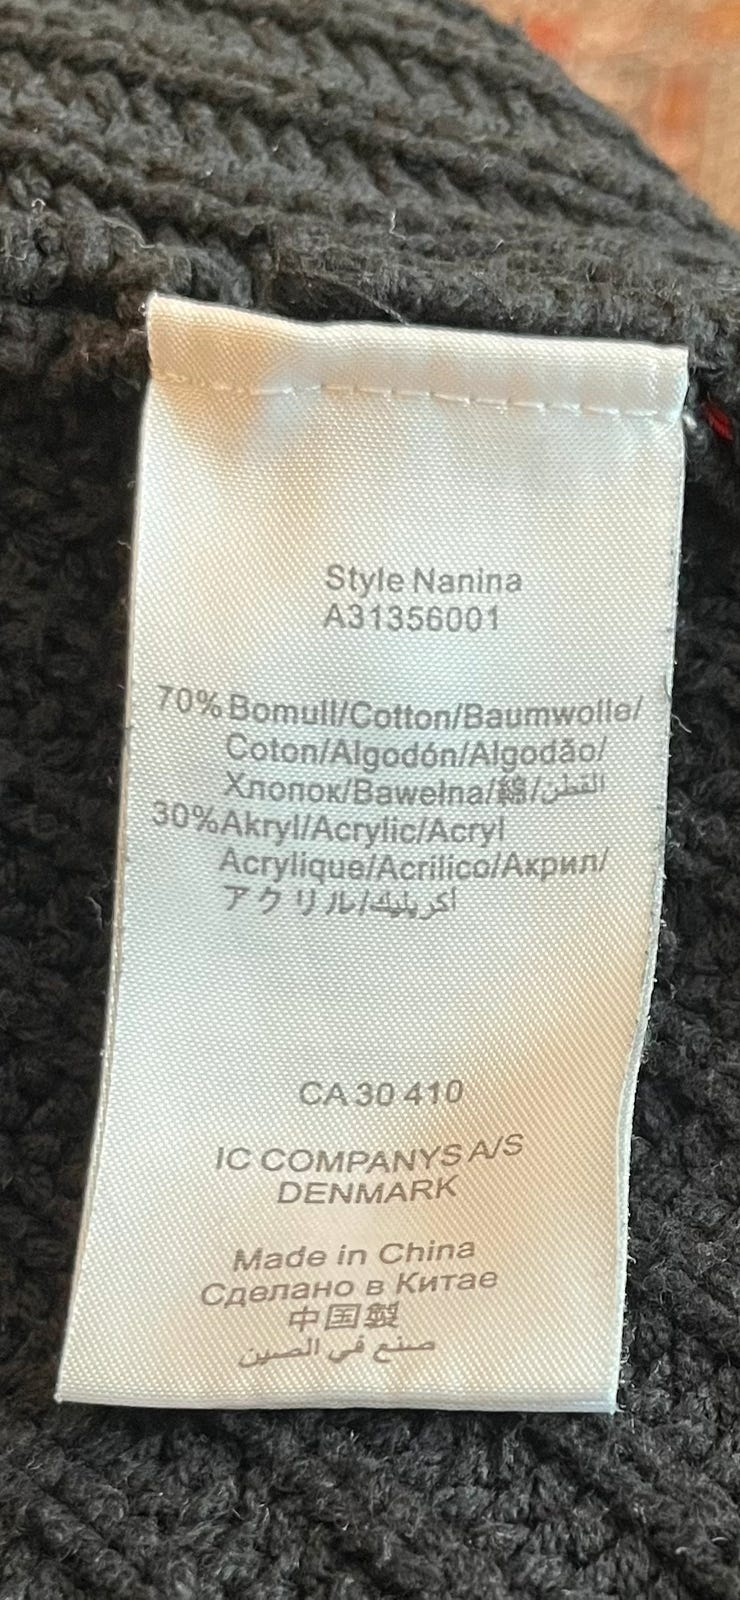 Style Nanina
A31356001
70% Bomull/Cotton/Baumwolle/
Coton/Algodón/Algodão/
Хлопок/Bawełna/綿/القطن
30% Akryl/Acrylic/Acryl
Acrylique/Acrilico/Акрил/
アクリル/أكريليك
CA 30 410
IC COMPANYS A/S
DENMARK
Made in China
Сделано в Китае
中国製
صنع في الصين